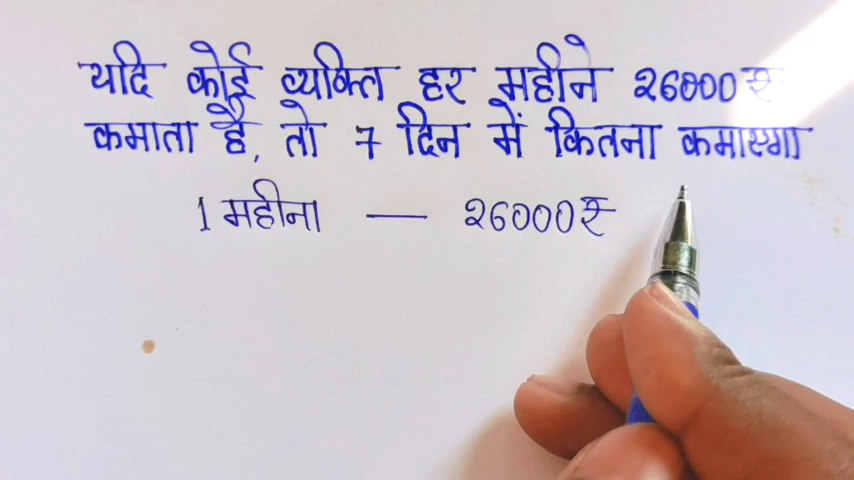 यदि कोई व्यक्ति हर महीने 26000₹
कमाता है, तो 7 दिन में कितना कमाएगा
1 महीना — 26000₹